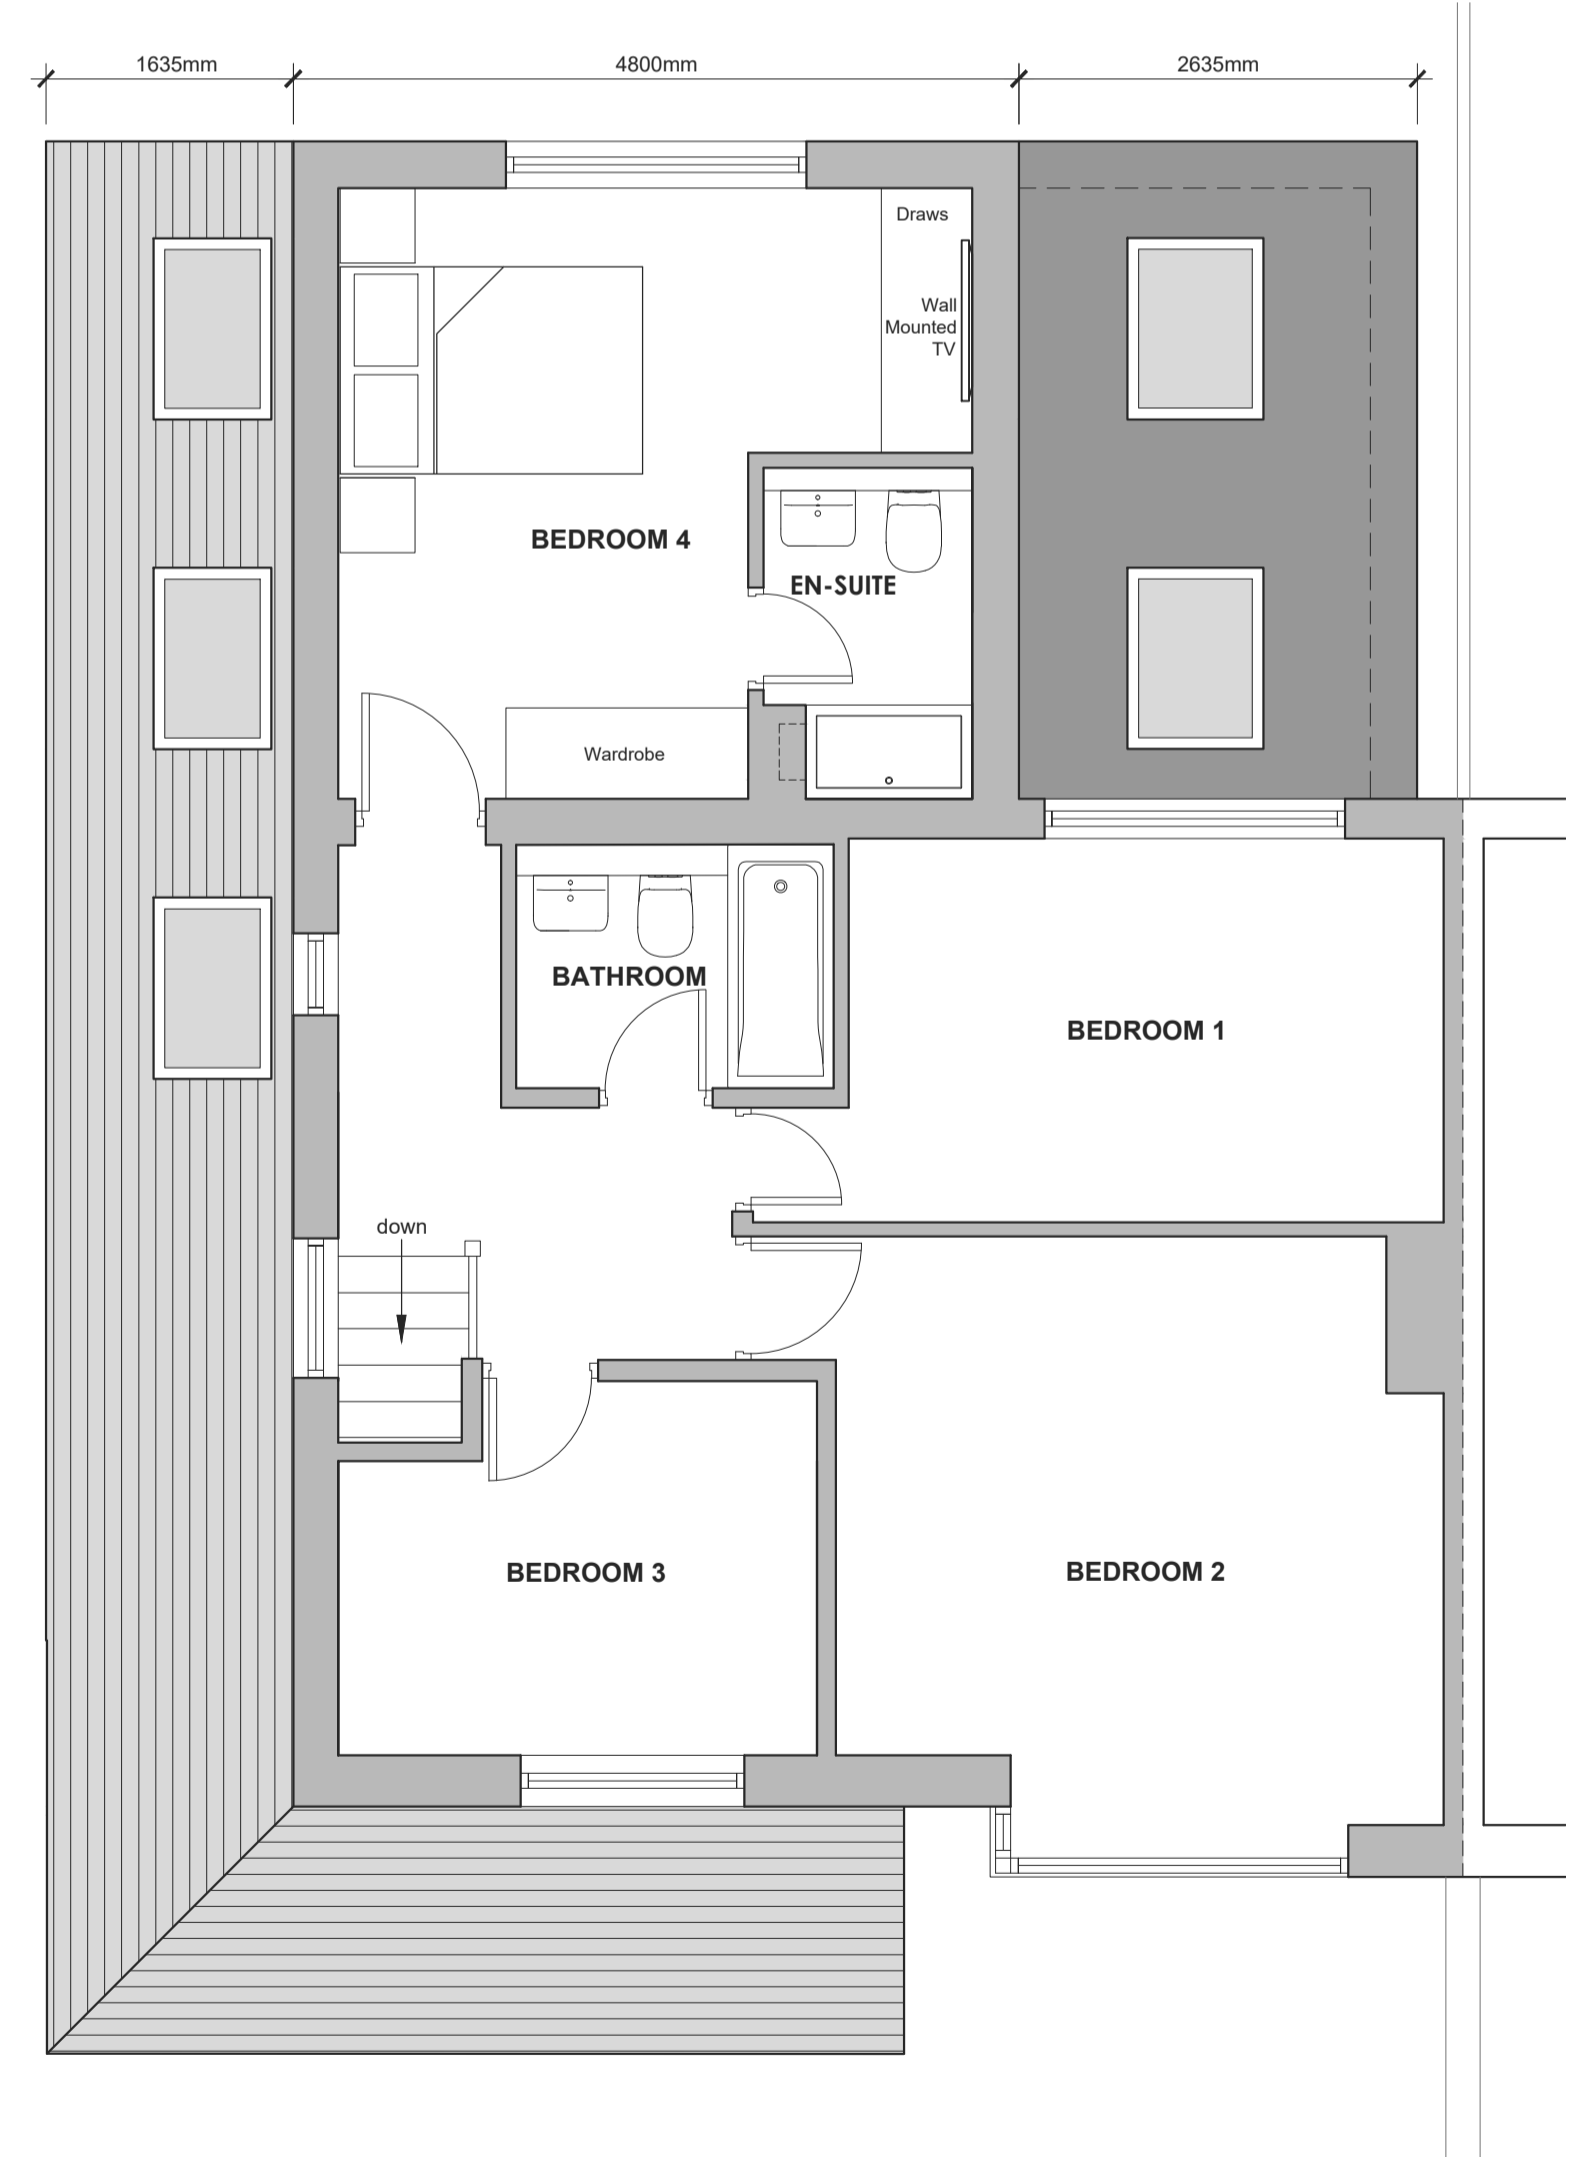 1635mm
4800mm
2635mm
Draws
Wall
Mounted
TV
BEDROOM 4
EN-SUITE
Wardrobe
BATHROOM
BEDROOM 1
down
BEDROOM 3
BEDROOM 2